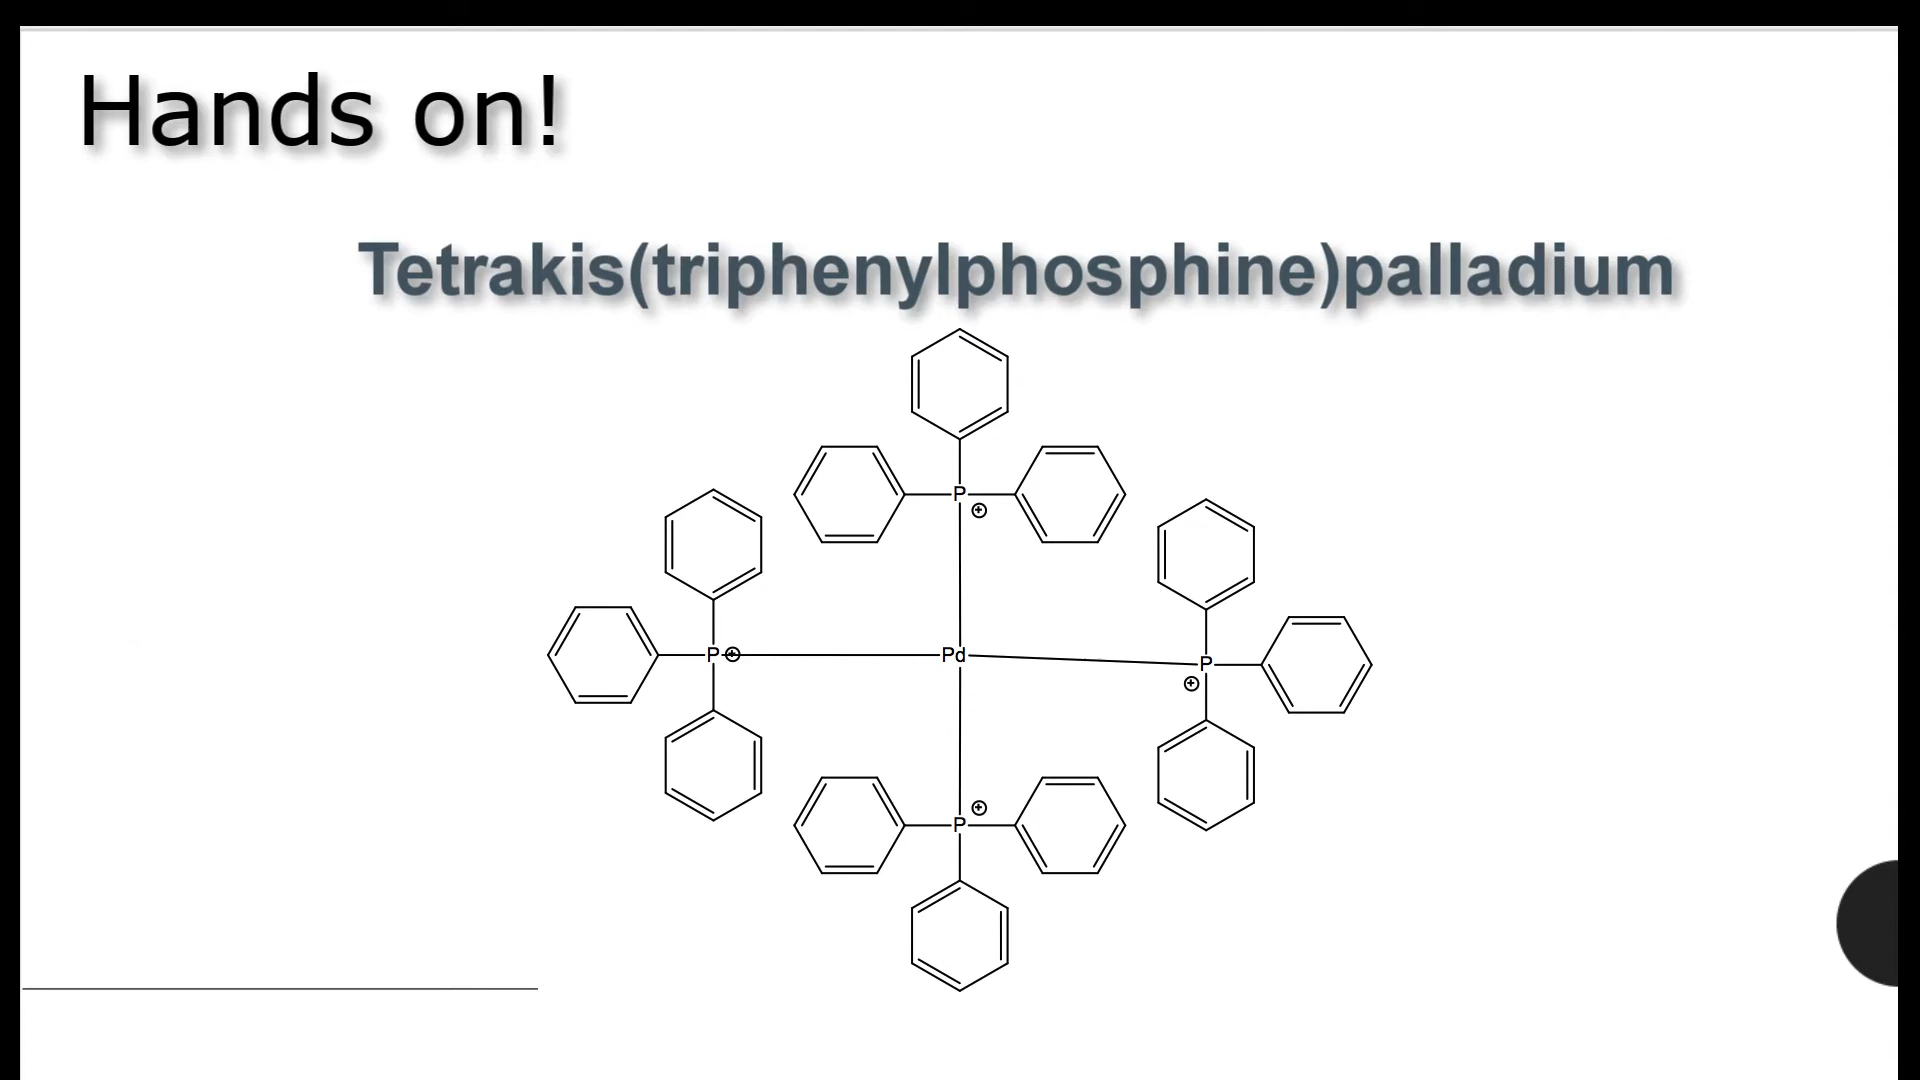 Hands on!
Tetrakis(triphenylphosphine)palladium
P
⊕
P
⊕
Pd
P
⊕
P
⊕